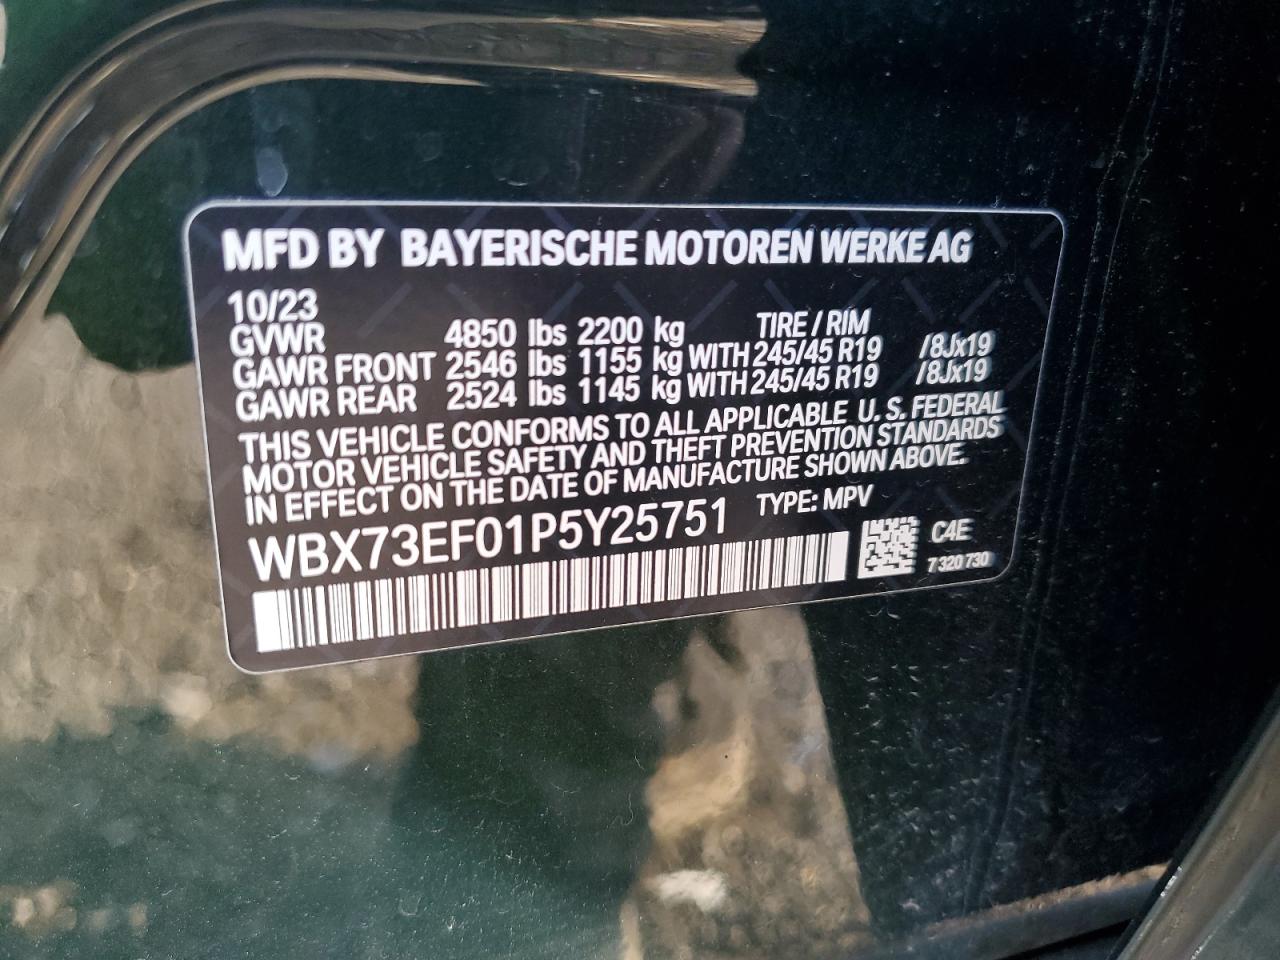 MFD BY BAYERISCHE MOTOREN WERKE AG
10/23 TIRE / RIM
GVWR 4850 lbs 2200 kg
GAWR FRONT 2546 lbs 1155 kg WITH 245/45 R19 /8Jx19
GAWR REAR 2524 lbs 1145 kg WITH 245/45 R19 /8Jx19
THIS VEHICLE CONFORMS TO ALL APPLICABLE U. S. FEDERAL
MOTOR VEHICLE SAFETY AND THEFT PREVENTION STANDARDS
IN EFFECT ON THE DATE OF MANUFACTURE SHOWN ABOVE.
WBX73EF01P5Y25751 TYPE: MPV
C4E
7 320 730